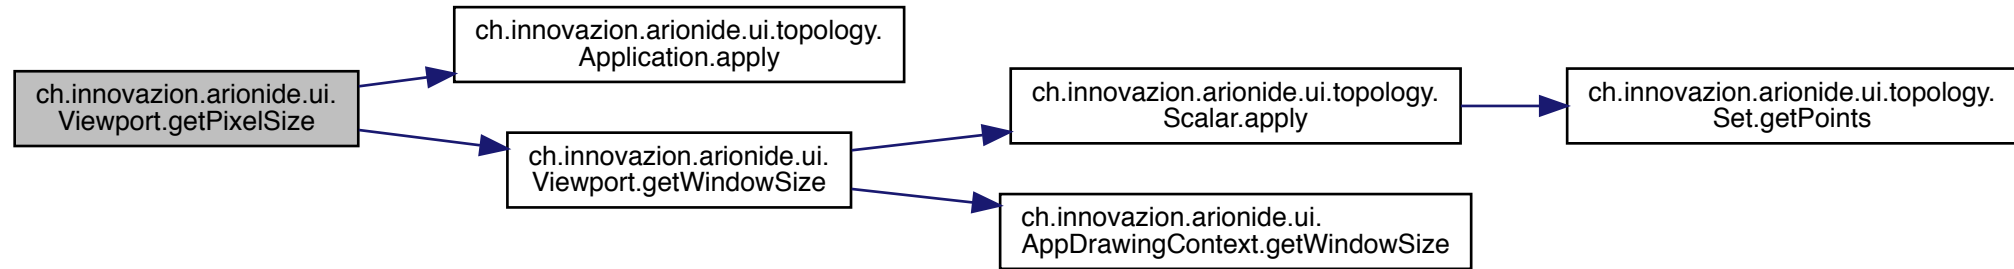 ch.innovazion.arionide.ui.
Viewport.getPixelSize
ch.innovazion.arionide.ui.topology.
Application.apply
ch.innovazion.arionide.ui.
Viewport.getWindowSize
ch.innovazion.arionide.ui.topology.
Scalar.apply
ch.innovazion.arionide.ui.
AppDrawingContext.getWindowSize
ch.innovazion.arionide.ui.topology.
Set.getPoints